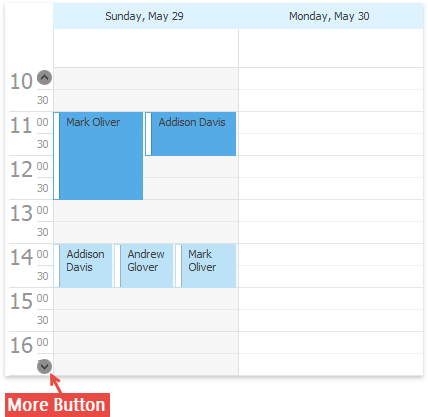 Sunday, May 29 Monday, May 30
10
30
11 00 Mark Oliver Addison Davis
30
12 00
30
13 00
30
14 00 Addison Davis Andrew Glover Mark Oliver
30
15 00
30
16 00
More Button